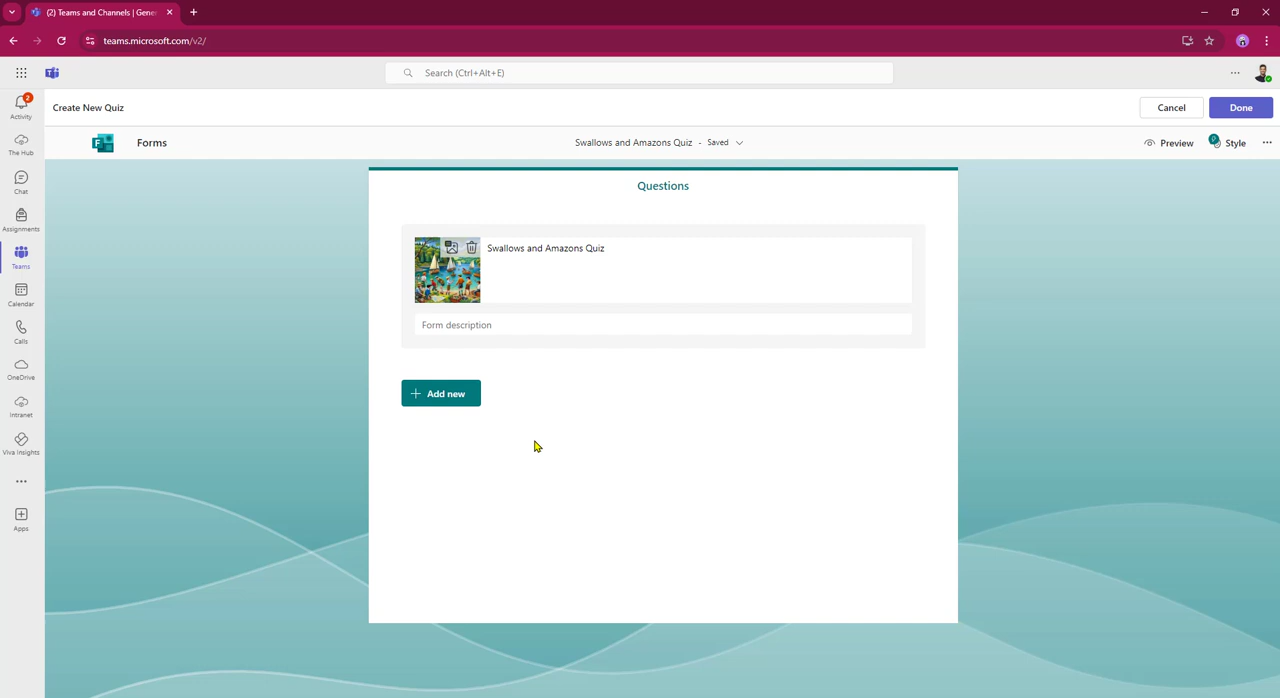 (2) Teams and Channels | Gene
teams.microsoft.com/v2/
Search (Ctrl+Alt+E)
2
Activity
The Hub
Chat
Assignments
Teams
Calendar
Calls
OneDrive
Intranet
Viva Insights
Apps
Create New Quiz
Cancel
Done
F
Forms
Swallows and Amazons Quiz - Saved
Preview
Style
Questions
Swallows and Amazons Quiz
Form description
Add new